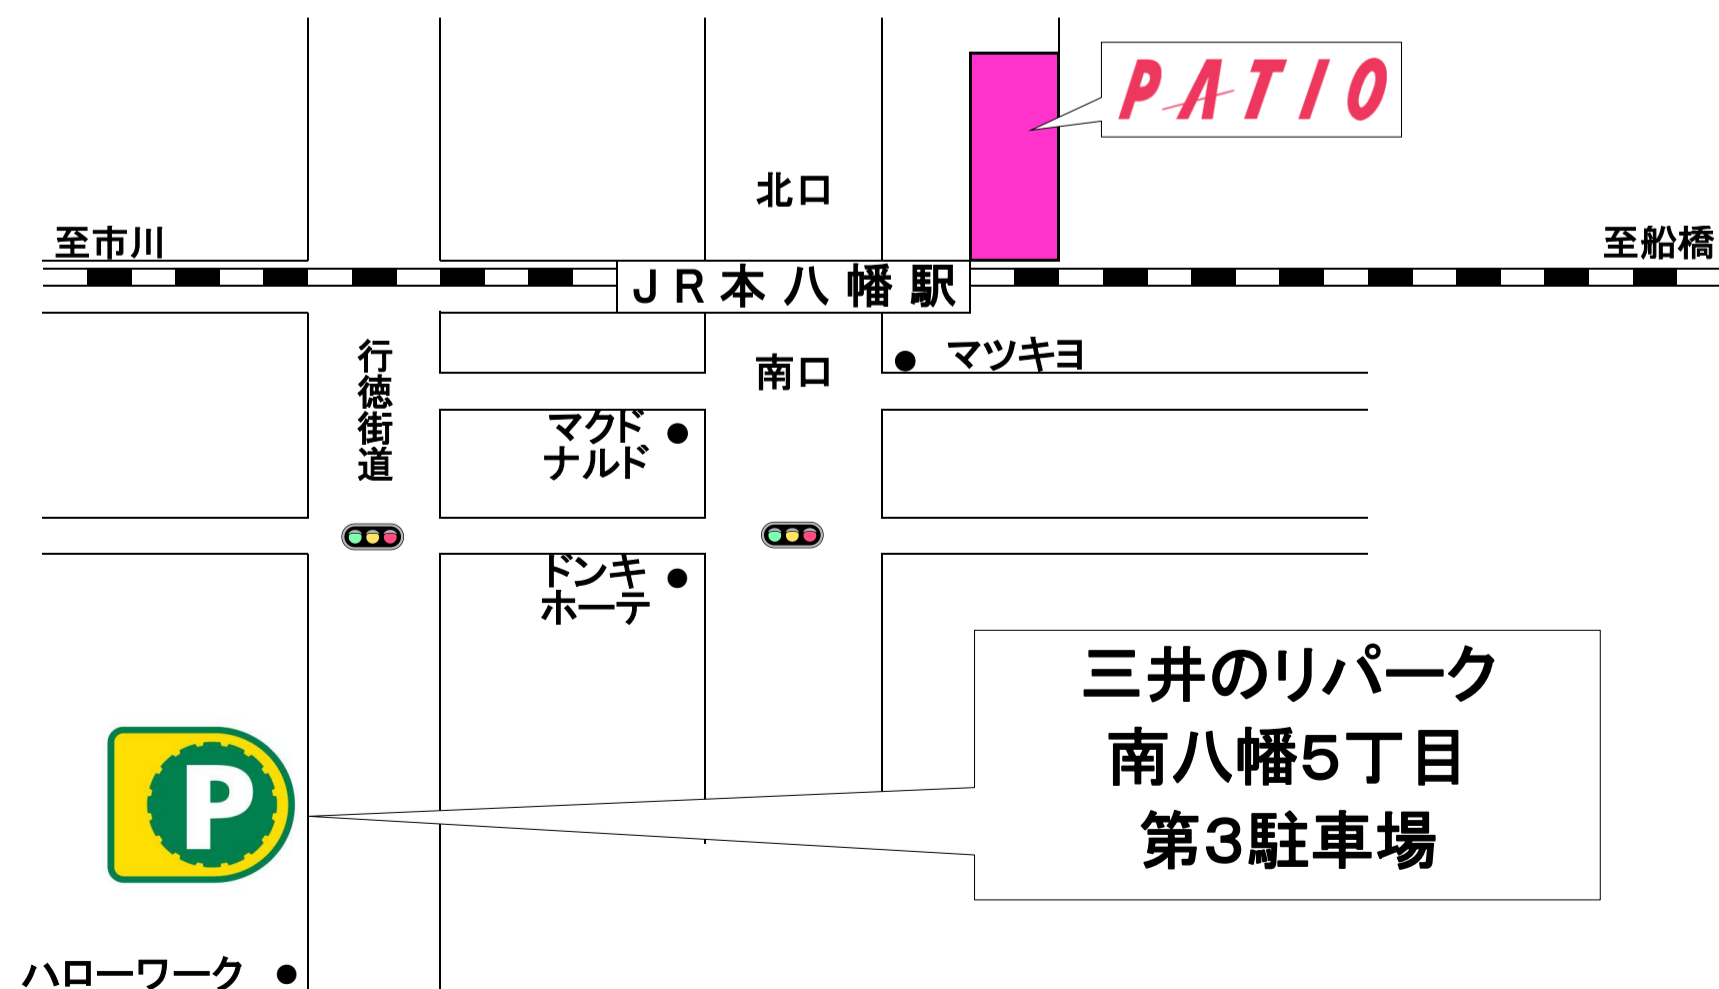 PATIO
北口
至市川
至船橋
JR本八幡駅
行徳街道
南口
マツキヨ
マクド
ナルド
ドンキ
ホーテ
三井のリパーク
南八幡5丁目
第3駐車場
P
ハローワーク